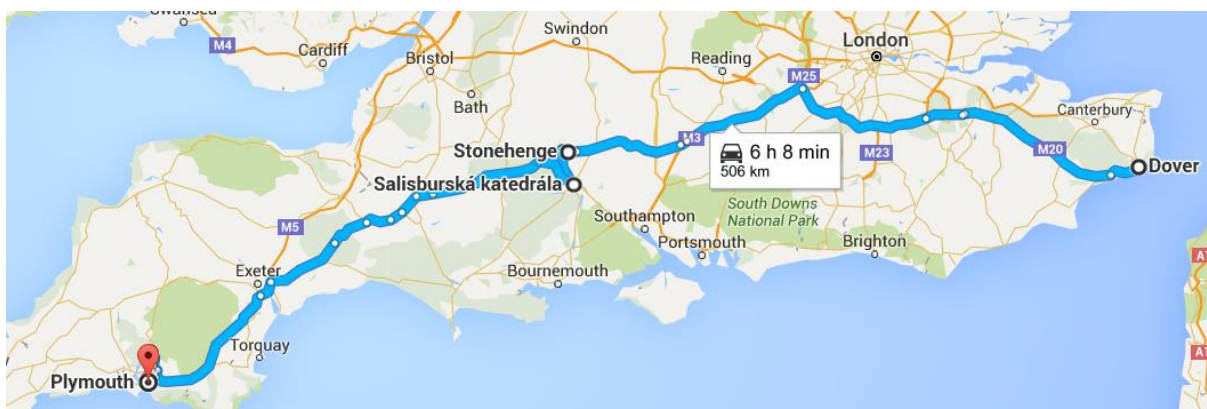 Swansea
M4
Cardiff
Bristol
Bath
Swindon
Reading
London
M25
Canterbury
Stonehenge
M3
6 h 8 min
506 km
M23
M20
Dover
Salisburská katedrála
South Downs
National Park
Southampton
Portsmouth
Brighton
M5
Exeter
Bournemouth
Torquay
Plymouth